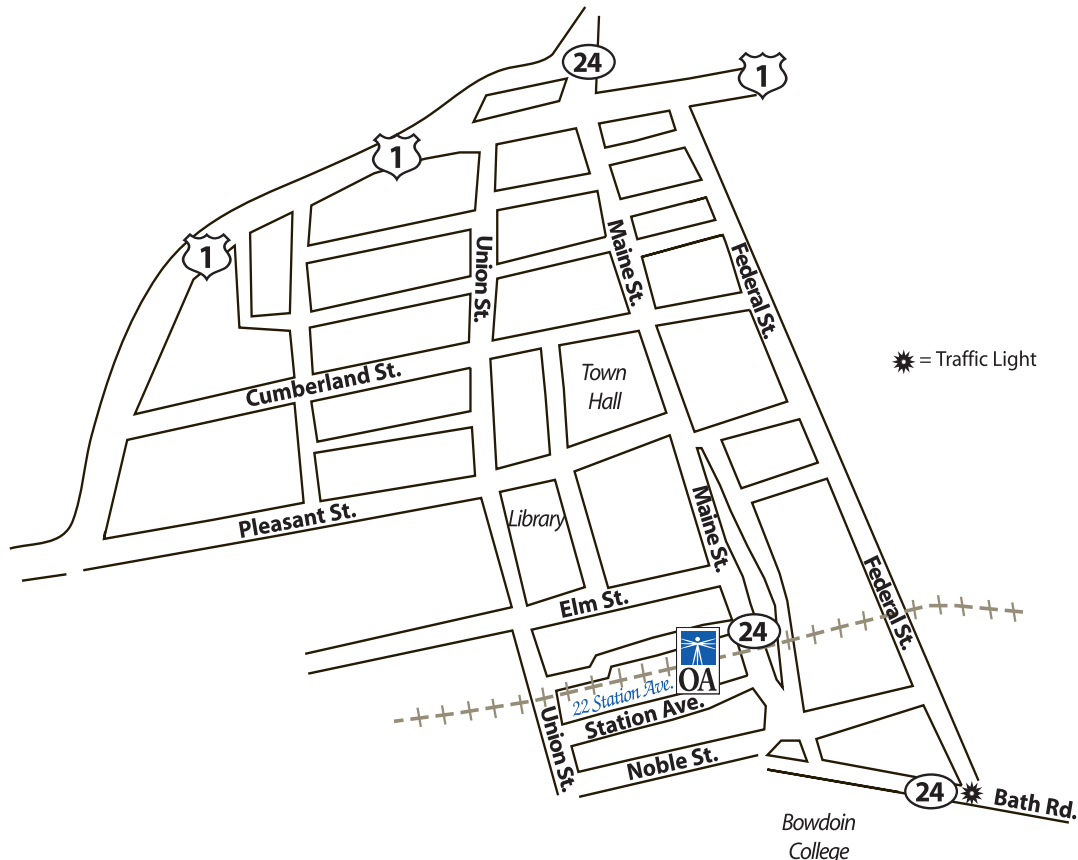 24
1
1
1
Union St.
Maine St.
Federal St.
= Traffic Light
Town
Hall
Cumberland St.
Pleasant St.
Library
Maine St.
Federal St.
Elm St.
24
OA
22 Station Ave.
Station Ave.
Union St.
Noble St.
24
Bath Rd.
Bowdoin
College